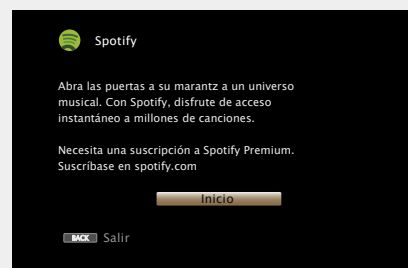 Spotify
Abra las puertas a su marantz a un universo
musical. Con Spotify, disfrute de acceso
instantáneo a millones de canciones.
Necesita una suscripción a Spotify Premium.
Suscríbase en spotify.com
Inicio
BACK Salir